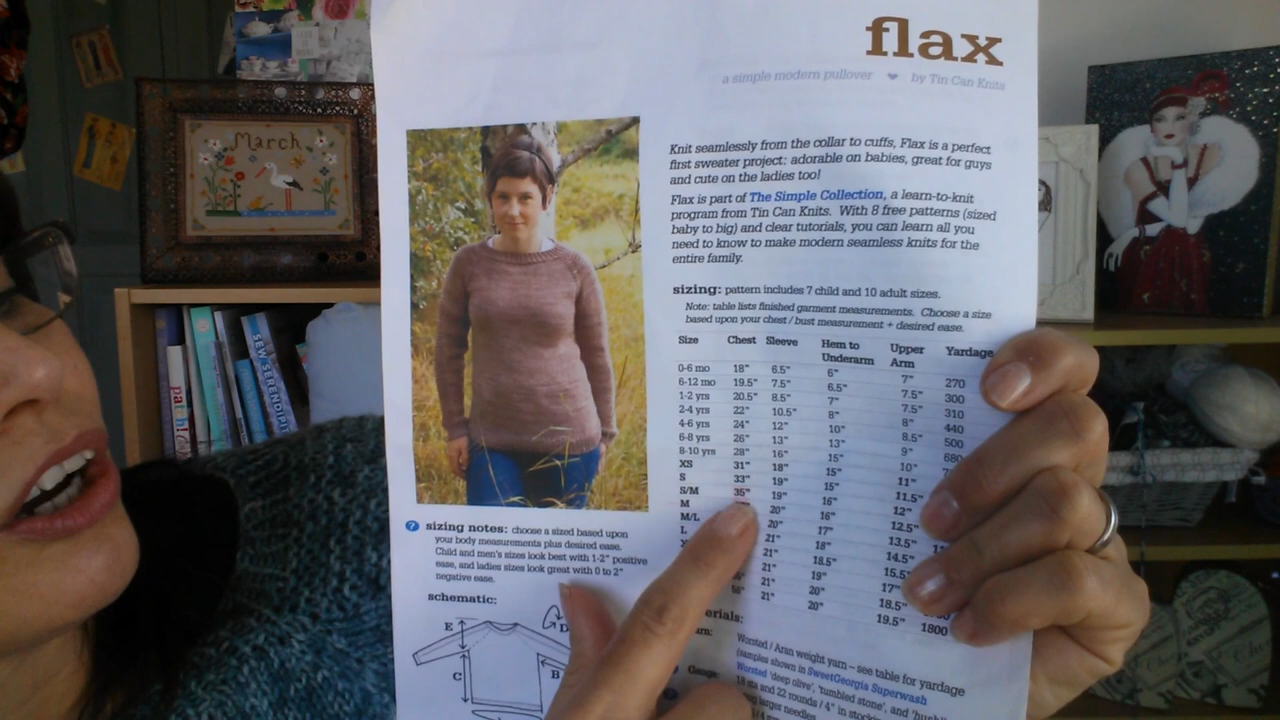 flax
a simple modern pullover ❤ by Tin Can Knits
Knit seamlessly from the collar to cuffs, Flax is a perfect
first sweater project: adorable on babies, great for guys
and cute on the ladies too!
Flax is part of The Simple Collection, a learn-to-knit
program from Tin Can Knits. With 8 free patterns (sized
baby to big) and clear tutorials, you can learn all you
need to know to make modern seamless knits for the
entire family.
sizing: pattern includes 7 child and 10 adult sizes.
Note: table lists finished garment measurements. Choose a size
based upon your chest / bust measurement + desired ease.
Size Chest Sleeve Hem to Underarm Upper Arm Yardage
0-6 mo 18" 6.5" 6" 7" 270
6-12 mo 19.5" 7.5" 6.5" 7.5" 300
1-2 yrs 20.5" 8.5" 7" 7.5" 310
2-4 yrs 22" 10.5" 8" 8" 440
4-6 yrs 24" 12" 10" 8.5" 500
6-8 yrs 26" 13" 13" 9" 680
8-10 yrs 28" 16" 15" 10"
XS 31" 18" 15" 11"
S 33" 19" 15" 11.5"
S/M 35" 19" 16" 12"
M 20" 16" 12.5"
M/L 20" 17" 13.5"
L 21" 18" 14.5"
21" 18.5" 15.5"
21" 19" 17"
21" 20" 18.5"
21" 20" 19.5" 1800
? sizing notes: choose a sized based upon
your body measurements plus desired ease.
Child and men's sizes look best with 1-2" positive
ease, and ladies sizes look great with 0 to 2"
negative ease.
schematic:
E
D
C
B
Worsted / Aran weight yarn – see table for yardage
(samples shown in SweetGeorgia Superwash
Worsted 'deep olive', 'tumbled stone', and
18 sts and 22 rounds / 4" in
larger needles
March
SEW SERENDIPITY